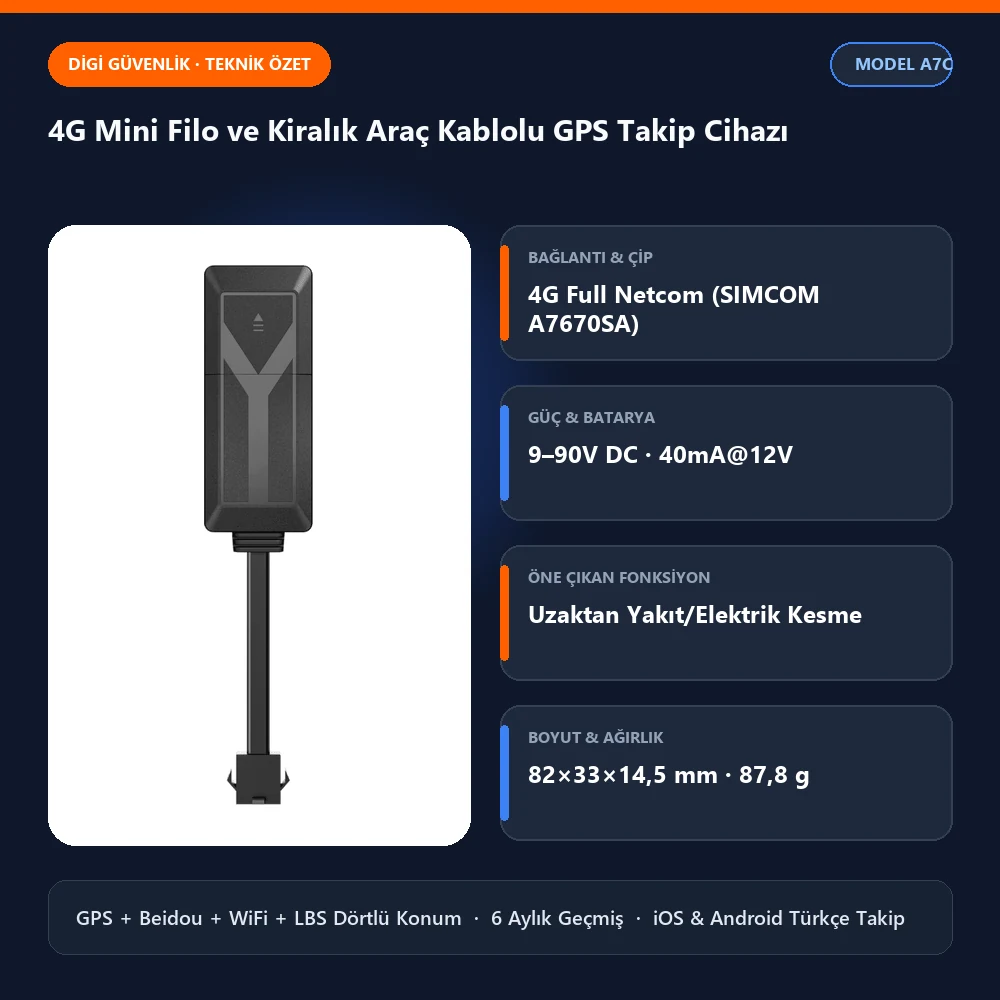 DİGİ GÜVENLİK · TEKNİK ÖZET
MODEL A7C
4G Mini Filo ve Kiralık Araç Kablolu GPS Takip Cihazı
BAĞLANTI & ÇİP
4G Full Netcom (SIMCOM
A7670SA)
GÜÇ & BATARYA
9–90V DC · 40mA@12V
ÖNE ÇIKAN FONKSİYON
Uzaktan Yakıt/Elektrik Kesme
BOYUT & AĞIRLIK
82×33×14,5 mm · 87,8 g
GPS + Beidou + WiFi + LBS Dörtlü Konum · 6 Aylık Geçmiş · iOS & Android Türkçe Takip